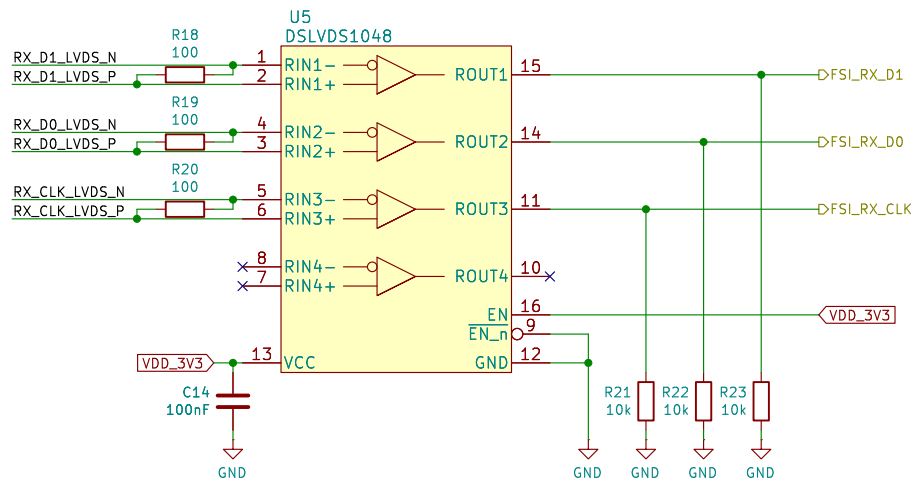 U5
DSLVDS1048
R18
100
RX_D1_LVDS_N
RX_D1_LVDS_P
1
2
RIN1-
RIN1+
ROUT1
15
FSI_RX_D1
R19
100
RX_D0_LVDS_N
RX_D0_LVDS_P
4
3
RIN2-
RIN2+
ROUT2
14
FSI_RX_D0
R20
100
RX_CLK_LVDS_N
RX_CLK_LVDS_P
5
6
RIN3-
RIN3+
ROUT3
11
FSI_RX_CLK
8
7
RIN4-
RIN4+
ROUT4
10
EN
16
VDD_3V3
EN_n
9
VDD_3V3
13
VCC
GND
12
C14
100nF
R21
10k
R22
10k
R23
10k
GND
GND
GND
GND
GND